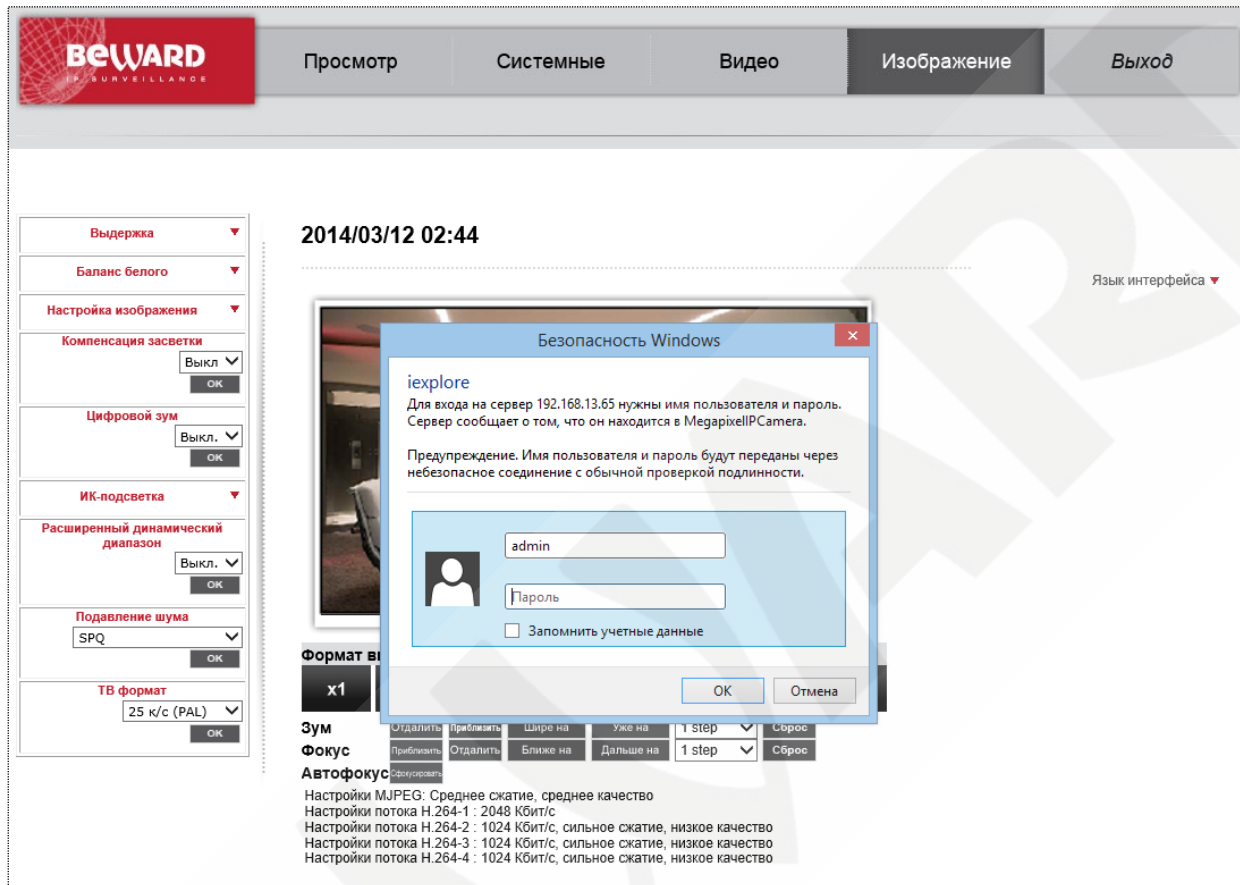 BEWARD
IP SURVEILLANCE
Просмотр
Системные
Видео
Изображение
Выход
Выдержка
Баланс белого
Настройка изображения
Компенсация засветки
Выкл
ОК
Цифровой зум
Выкл.
ОК
ИК-подсветка
Расширенный динамический
диапазон
Выкл.
ОК
Подавление шума
SPQ
ОК
ТВ формат
25 к/с (PAL)
ОК
2014/03/12 02:44
Язык интерфейса
Безопасность Windows
iexplore
Для входа на сервер 192.168.13.65 нужны имя пользователя и пароль.
Сервер сообщает о том, что он находится в MegapixelIPCamera.
Предупреждение. Имя пользователя и пароль будут переданы через
небезопасное соединение с обычной проверкой подлинности.
admin
Пароль
Запомнить учетные данные
ОК Отмена
Формат
x1
Зум Отдалить Приблизить Шире на Уже на 1 step Сброс
Фокус Приблизить Отдалить Ближе на Дальше на 1 step Сброс
Автофокус Сфокусировать
Настройки MJPEG: Среднее сжатие, среднее качество
Настройки потока H.264-1 : 2048 Кбит/с
Настройки потока H.264-2 : 1024 Кбит/с, сильное сжатие, низкое качество
Настройки потока H.264-3 : 1024 Кбит/с, сильное сжатие, низкое качество
Настройки потока H.264-4 : 1024 Кбит/с, сильное сжатие, низкое качество